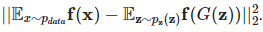 ||𝔼_{x∼p_{data}} f(x) − 𝔼_{z∼p_z(z)} f(G(z))||_2^2.